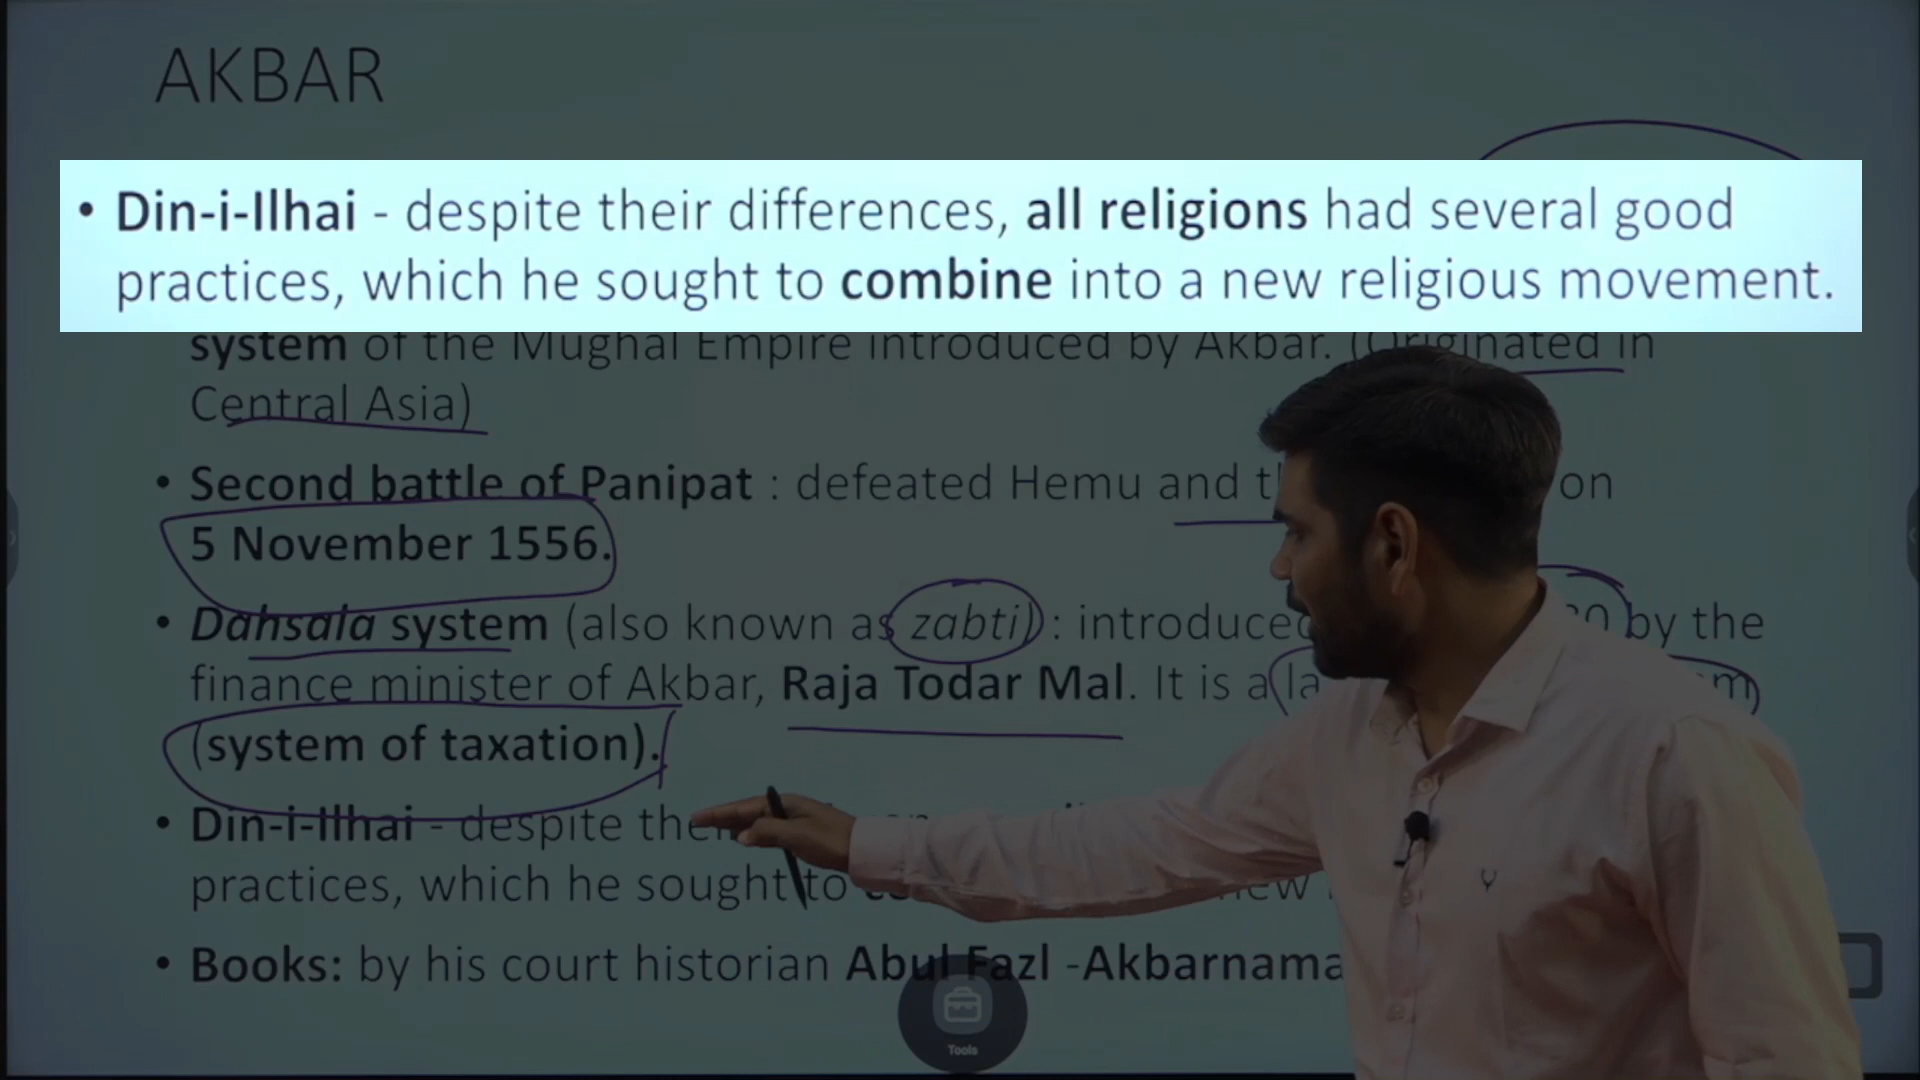 AKBAR
• Din-i-Ilhai - despite their differences, all religions had several good
practices, which he sought to combine into a new religious movement.
system of the Mughal Empire introduced by Akbar. (Originated in
Central Asia)
• Second battle of Panipat : defeated Hemu and on
5 November 1556.
• Dahsala system (also known as zabti) : introduced by the
finance minister of Akbar, Raja Todar Mal. It is a
(system of taxation).
• Din-i-Ilhai - despite
practices, which he sought to
• Books: by his court historian Abul Fazl -Akbarnama
Tools